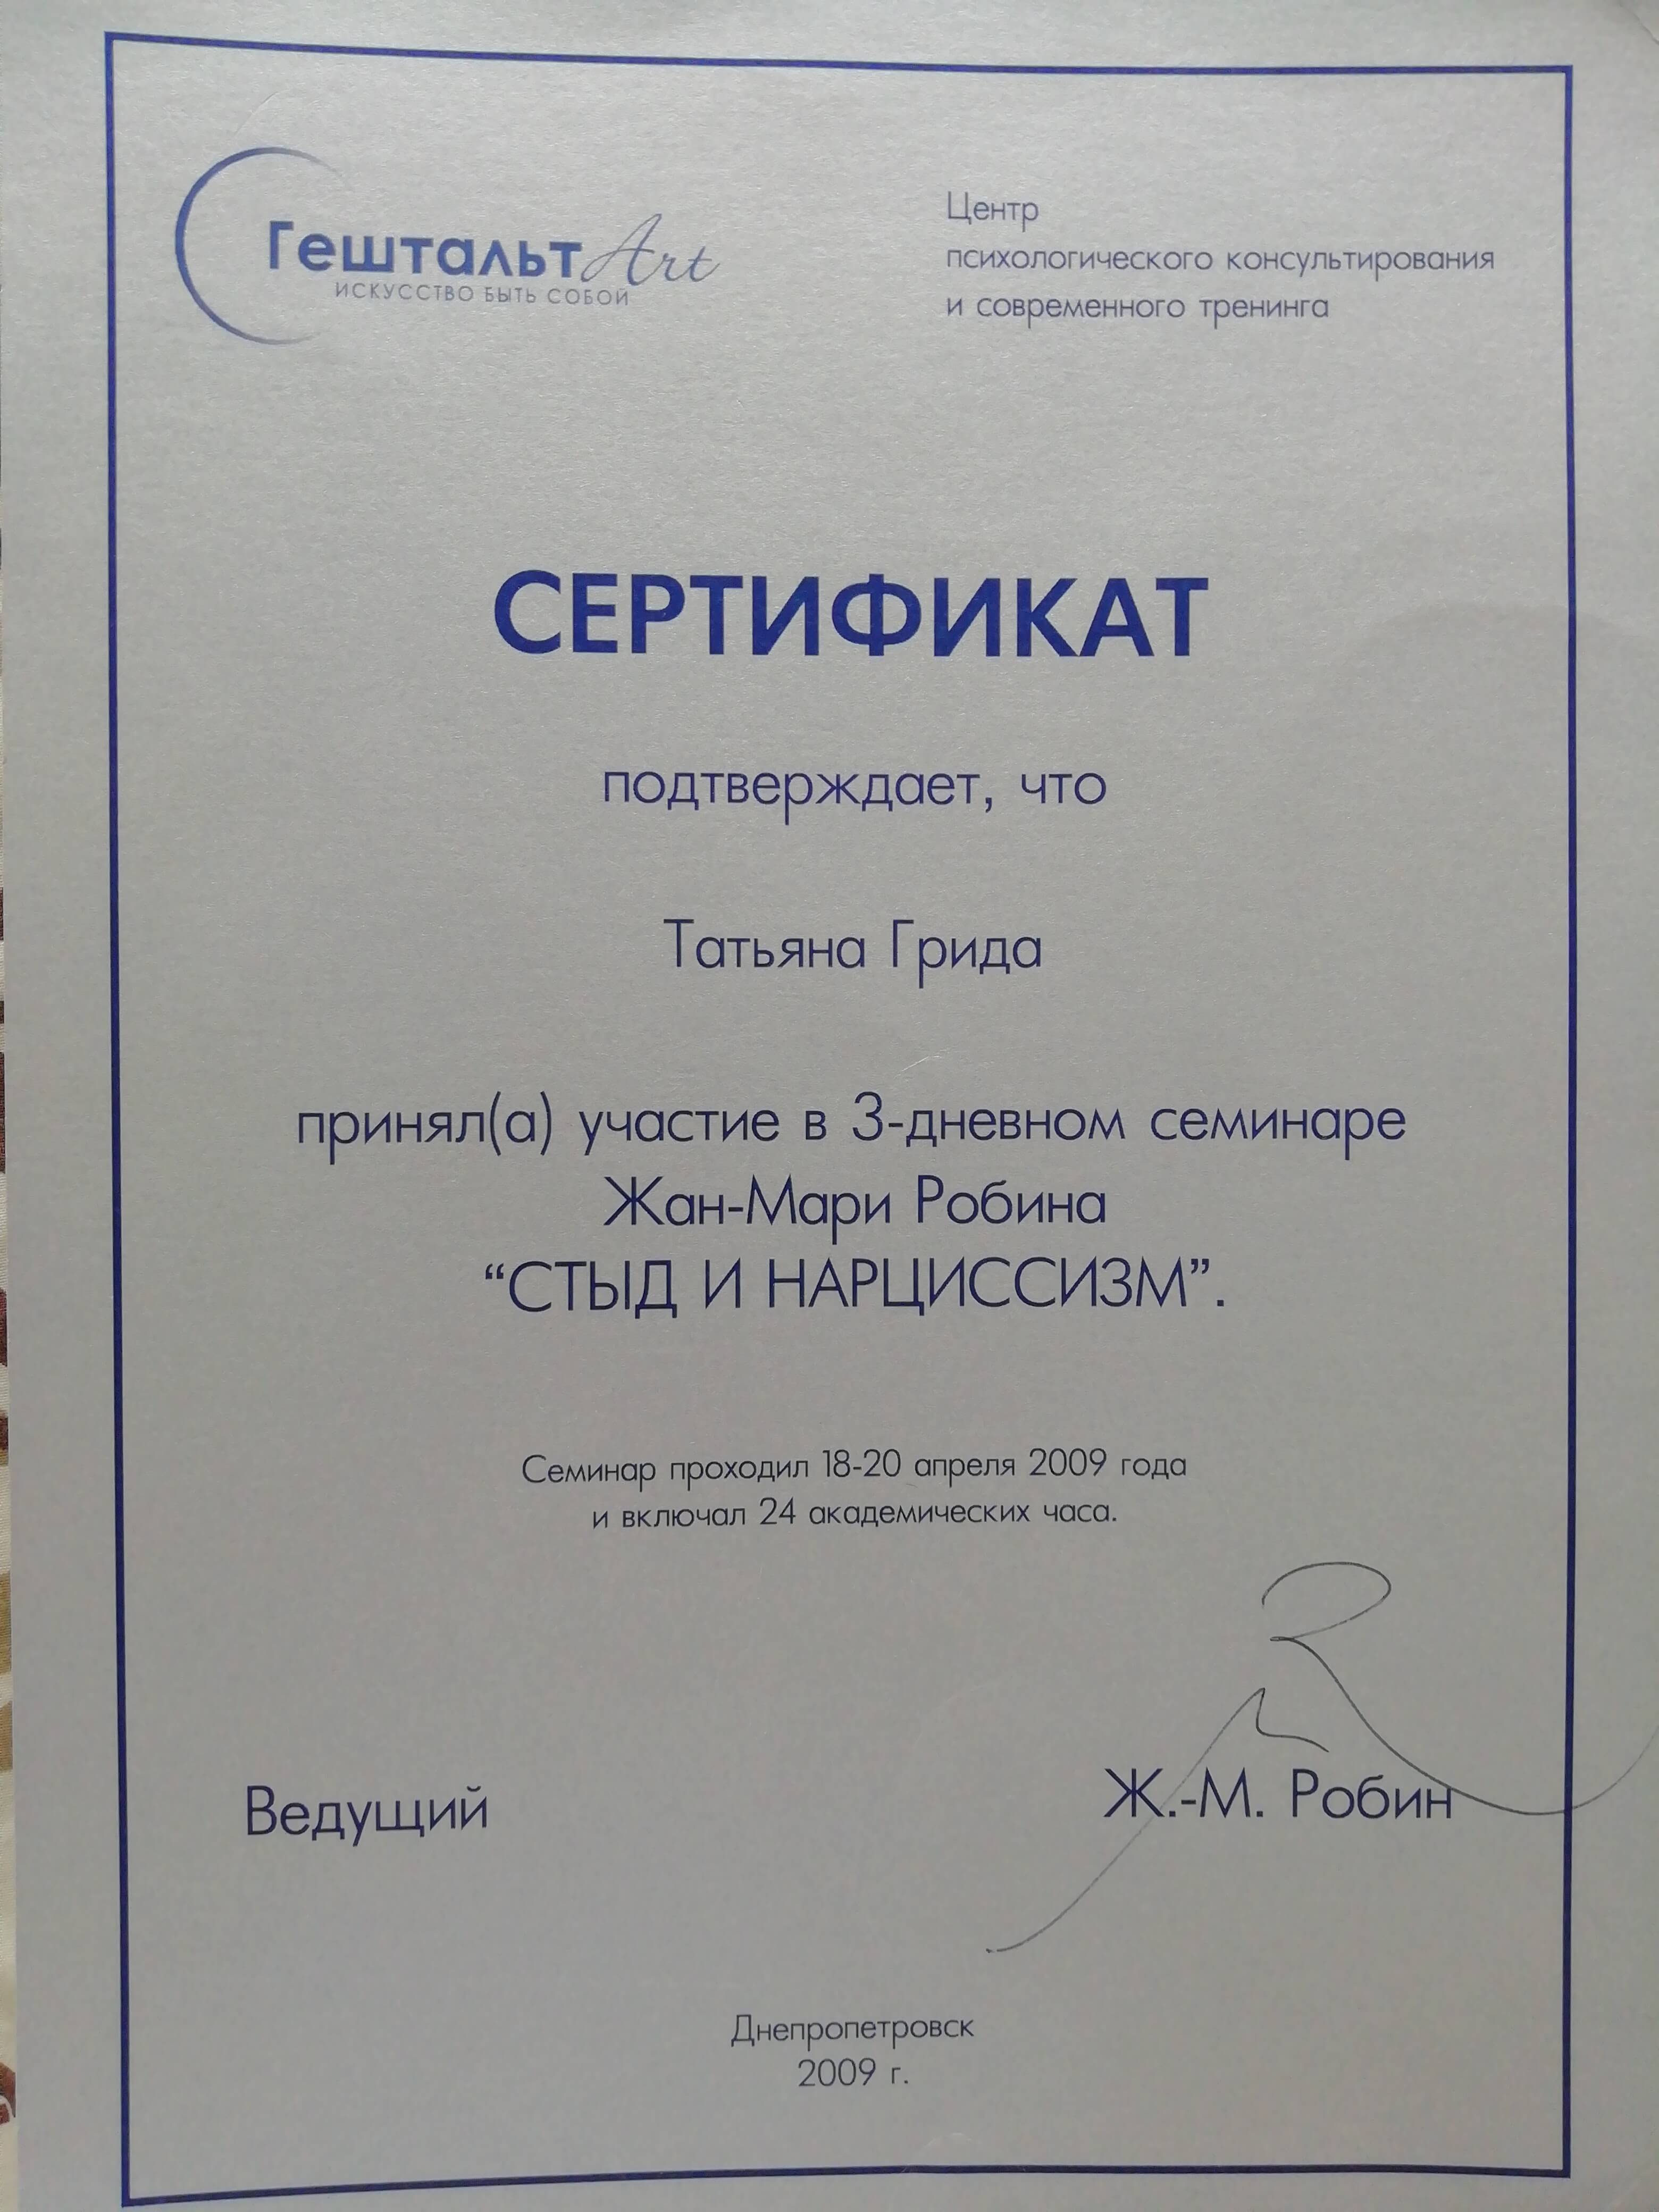 ГештальтArt
ИСКУССТВО БЫТЬ СОБОЙ
Центр
психологического консультирования
и современного тренинга
СЕРТИФИКАТ
подтверждает, что
Татьяна Грида
принял(а) участие в 3-дневном семинаре
Жан-Мари Робина
“СТЫД И НАРЦИССИЗМ”.
Семинар проходил 18-20 апреля 2009 года
и включал 24 академических часа.
Ведущий
Ж.-М. Робин
Днепропетровск
2009 г.